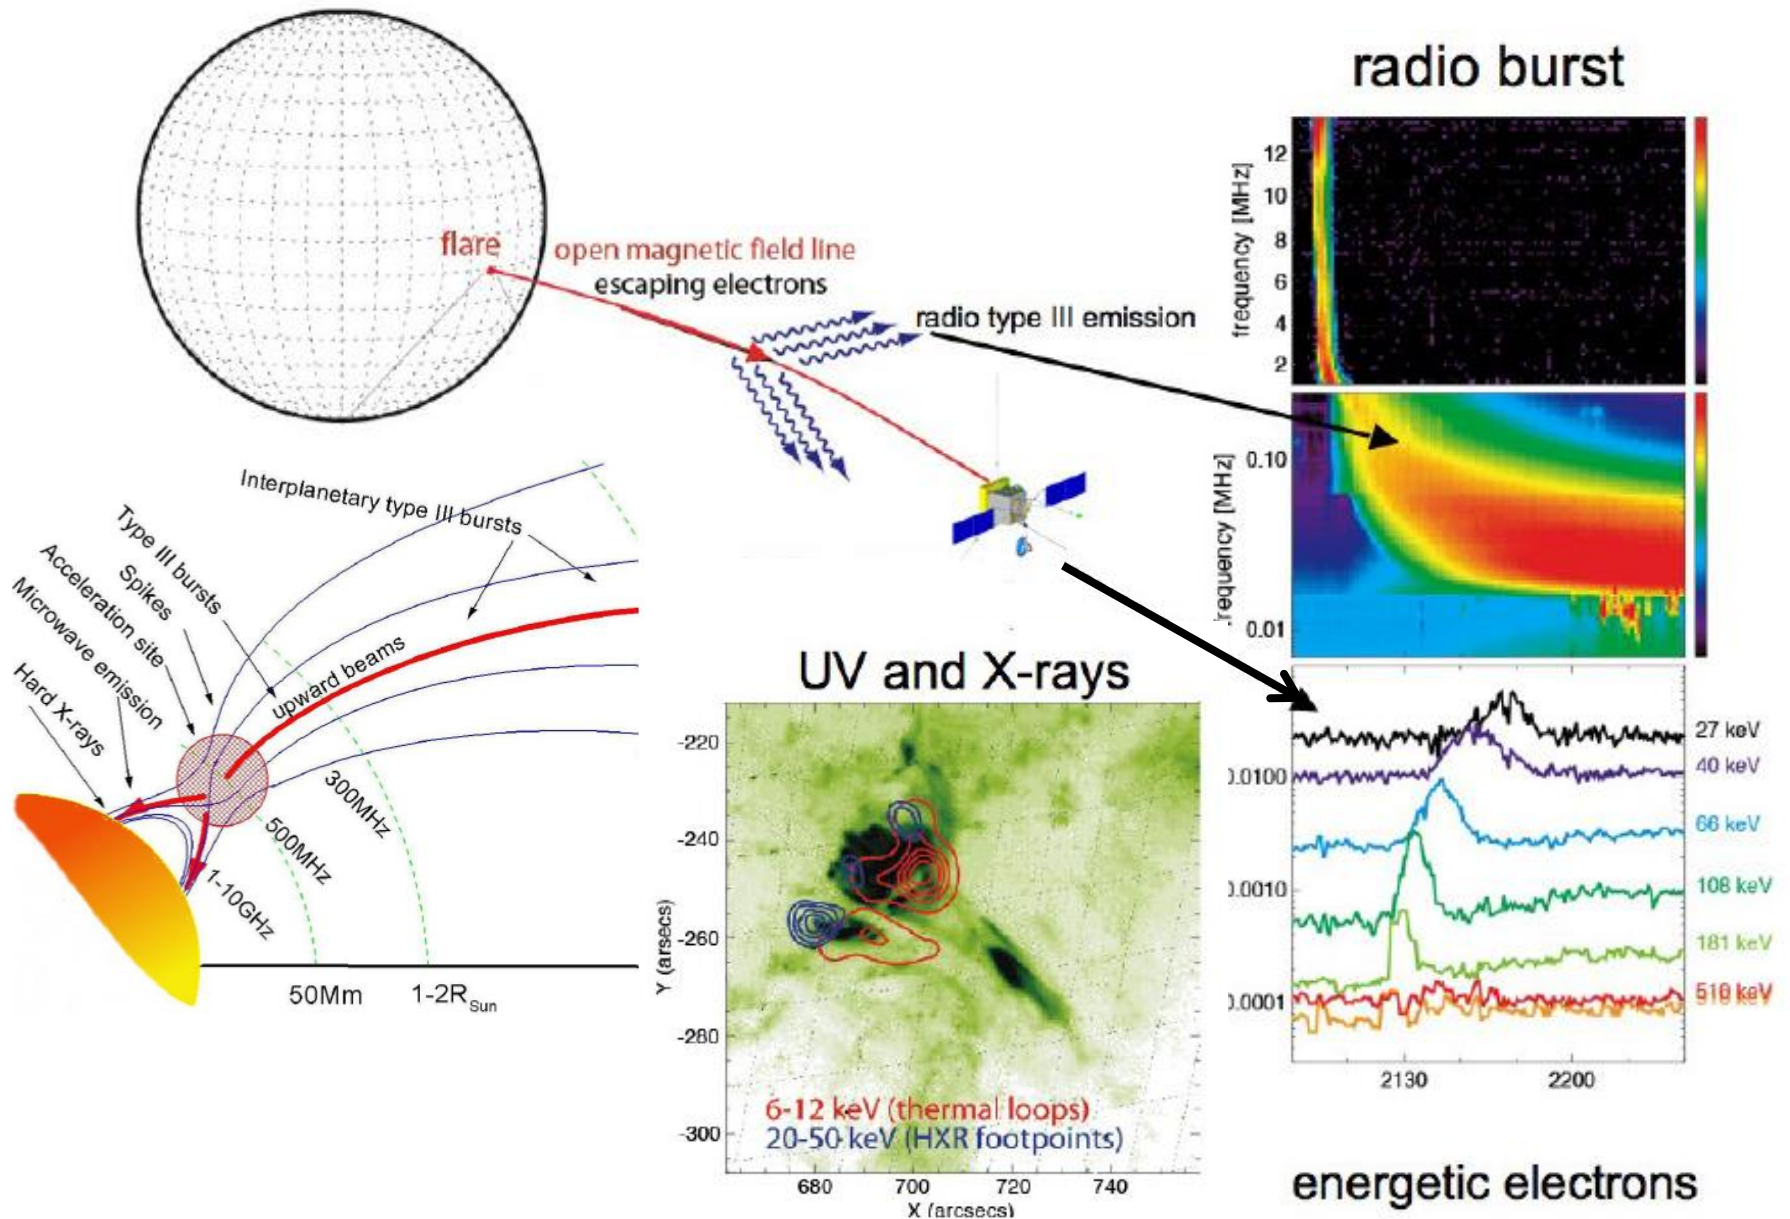 flare
open magnetic field line
escaping electrons
radio type III emission
radio burst
frequency [MHz]
12
10
8
6
4
2
requency [MHz]
0.10
0.01
Interplanetary type III bursts
Type III bursts
Acceleration site
Spikes
Microwave emission
Hard X-rays
upward beams
300MHz
500MHz
1-10GHz
50Mm
1-2RSun
UV and X-rays
Y (arcsecs)
-220
-240
-260
-280
-300
6-12 keV (thermal loops)
20-50 keV (HXR footpoints)
680
700
720
740
X (arcsecs)
0.0100
0.0010
0.0001
27 keV
40 keV
66 keV
108 keV
181 keV
510 keV
2130
2200
energetic electrons